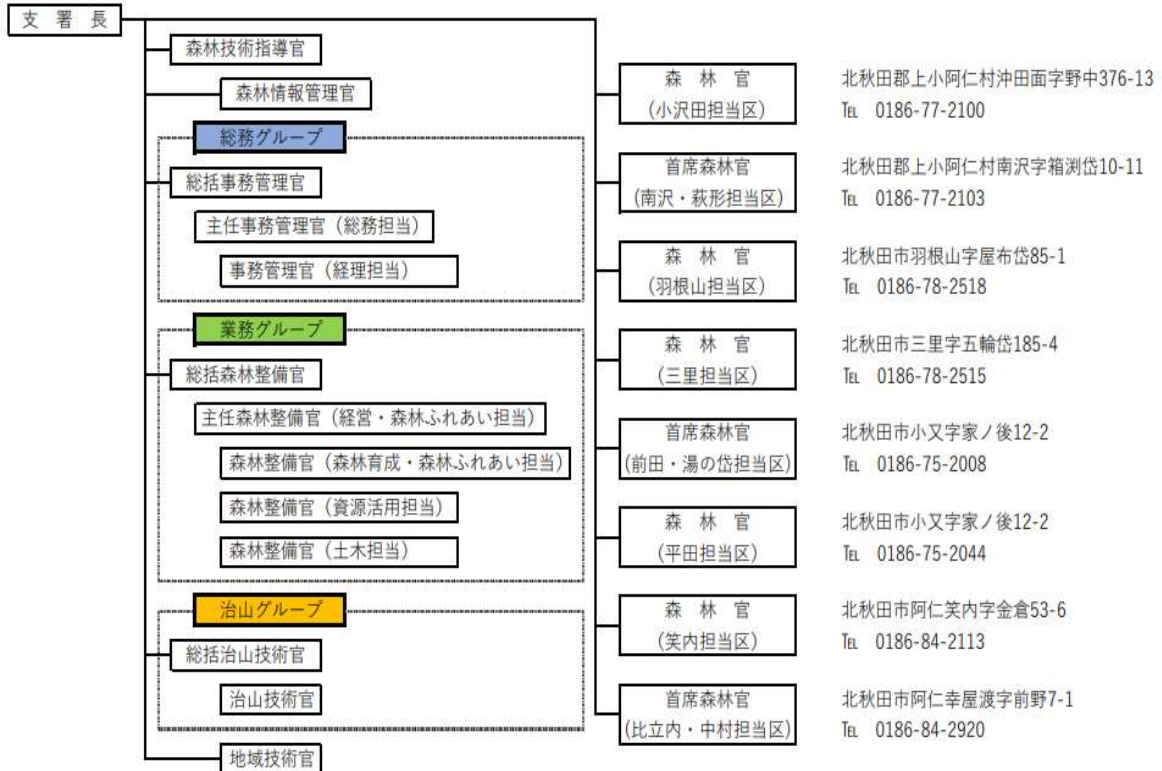 支　署　長
森林技術指導官
森林情報管理官
総務グループ
総括事務管理官
主任事務管理官（総務担当）
事務管理官（経理担当）
業務グループ
総括森林整備官
主任森林整備官（経営・森林ふれあい担当）
森林整備官（森林育成・森林ふれあい担当）
森林整備官（資源活用担当）
森林整備官（土木担当）
治山グループ
総括治山技術官
治山技術官
地域技術官
森　林　官
(小沢田担当区)
北秋田郡上小阿仁村沖田面字野中376-13
℡　0186-77-2100
首席森林官
(南沢・萩形担当区)
北秋田郡上小阿仁村南沢字箱渕岱10-11
℡　0186-77-2103
森　林　官
(羽根山担当区)
北秋田市羽根山字屋布岱85-1
℡　0186-78-2518
森　林　官
(三里担当区)
北秋田市三里字五輪岱185-4
℡　0186-78-2515
首席森林官
(前田・湯の岱担当区)
北秋田市小又字家ノ後12-2
℡　0186-75-2008
森　林　官
(平田担当区)
北秋田市小又字家ノ後12-2
℡　0186-75-2044
森　林　官
(笑内担当区)
北秋田市阿仁笑内字金倉53-6
℡　0186-84-2113
首席森林官
(比立内・中村担当区)
北秋田市阿仁幸屋渡字前野7-1
℡　0186-84-2920